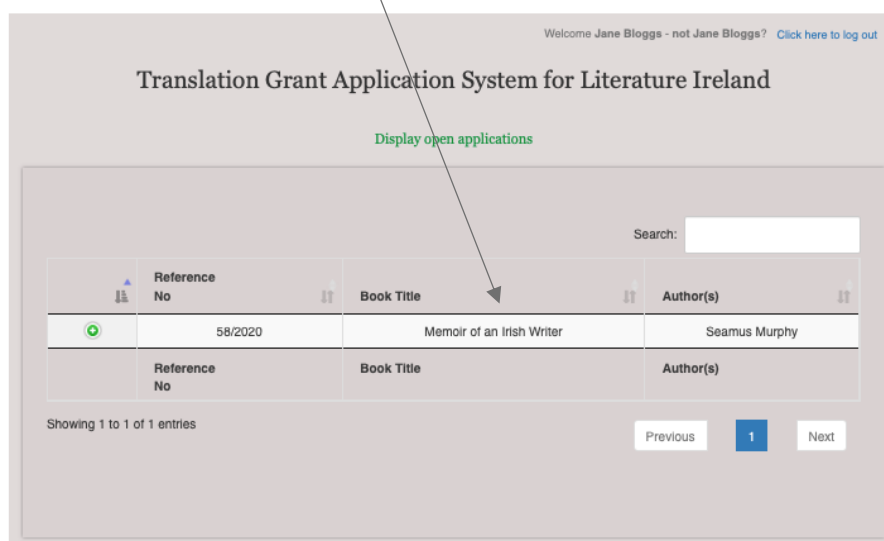 Welcome Jane Bloggs - not Jane Bloggs? Click here to log out
Translation Grant Application System for Literature Ireland
Display open applications
Search:
Reference No Book Title Author(s)
58/2020 Memoir of an Irish Writer Seamus Murphy
Reference No Book Title Author(s)
Showing 1 to 1 of 1 entries
Previous 1 Next